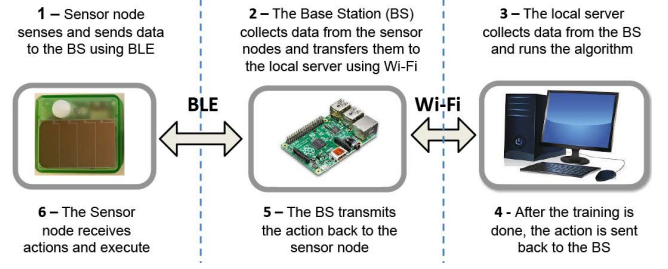 1 – Sensor node
senses and sends data
to the BS using BLE
2 – The Base Station (BS)
collects data from the sensor
nodes and transfers them to
the local server using Wi-Fi
3 – The local server
collects data from the BS
and runs the algorithm
BLE
Wi-Fi
6 – The Sensor
node receives
actions and execute
5 – The BS transmits
the action back to the
sensor node
4 - After the training is
done, the action is sent
back to the BS